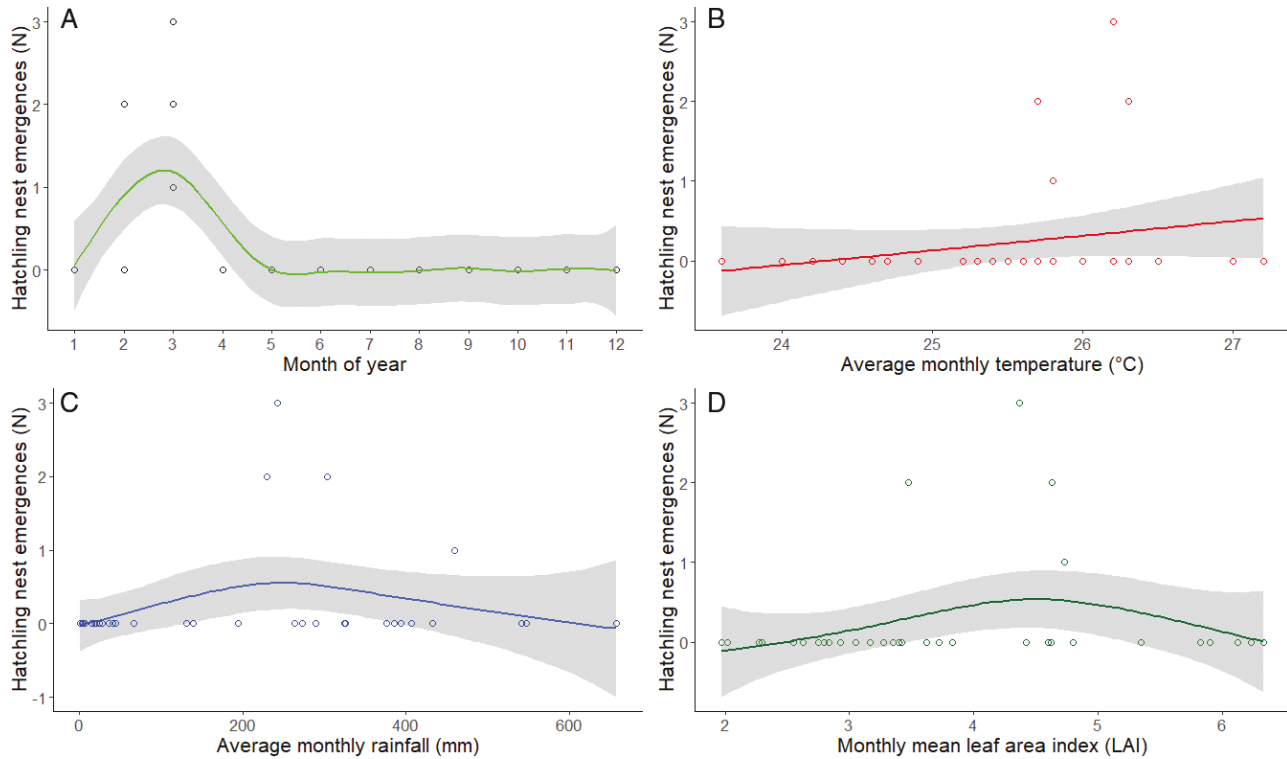 A
Hatchling nest emergences (N)
3
2
1
0
1 2 3 4 5 6 7 8 9 10 11 12
Month of year
B
Hatchling nest emergences (N)
3
2
1
0
24 25 26 27
Average monthly temperature (°C)
C
Hatchling nest emergences (N)
3
2
1
0
-1
0 200 400 600
Average monthly rainfall (mm)
D
Hatchling nest emergences (N)
3
2
1
0
2 3 4 5 6
Monthly mean leaf area index (LAI)